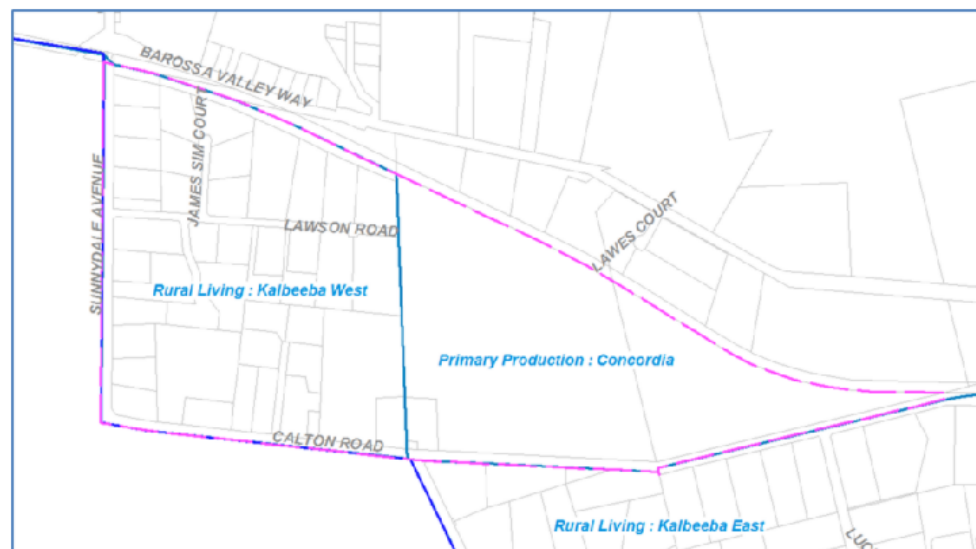 BAROSSA VALLEY WAY
JAMES SIM COURT
SUNNYDALE AVENUE
LAWSON ROAD
LAWES COURT
Rural Living : Kalbeeba West
Primary Production : Concordia
CALTON ROAD
Rural Living : Kalbeeba East